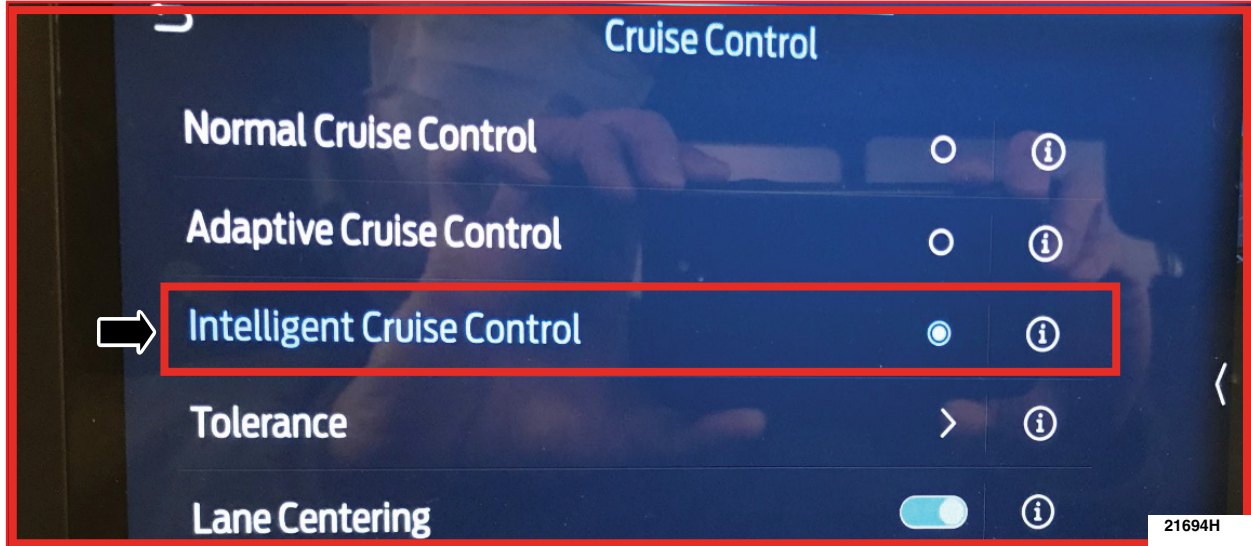 Cruise Control
Normal Cruise Control
Adaptive Cruise Control
Intelligent Cruise Control
Tolerance
Lane Centering
21694H